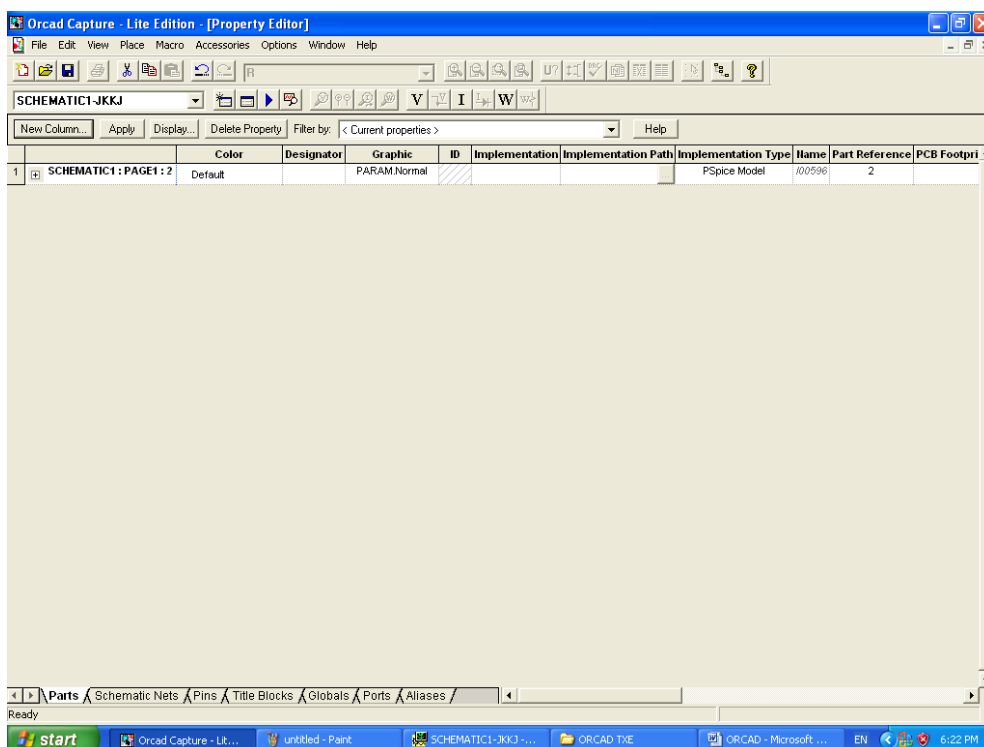 Orcad Capture - Lite Edition - [Property Editor]
File Edit View Place Macro Accessories Options Window Help
R U?
SCHEMATIC1-JKKJ V I W
New Column... Apply Display... Delete Property Filter by: < Current properties > Help
Color Designator Graphic ID Implementation Implementation Path Implementation Type Name Part Reference PCB Footpri
1 SCHEMATIC1 : PAGE1 : 2 Default PARAM.Normal ... PSpice Model I00596 2
Parts Schematic Nets Pins Title Blocks Globals Ports Aliases
Ready
start Orcad Capture - Lit... untitled - Paint SCHEMATIC1-JKKJ -... ORCAD TXE ORCAD - Microsoft ... EN 6:22 PM